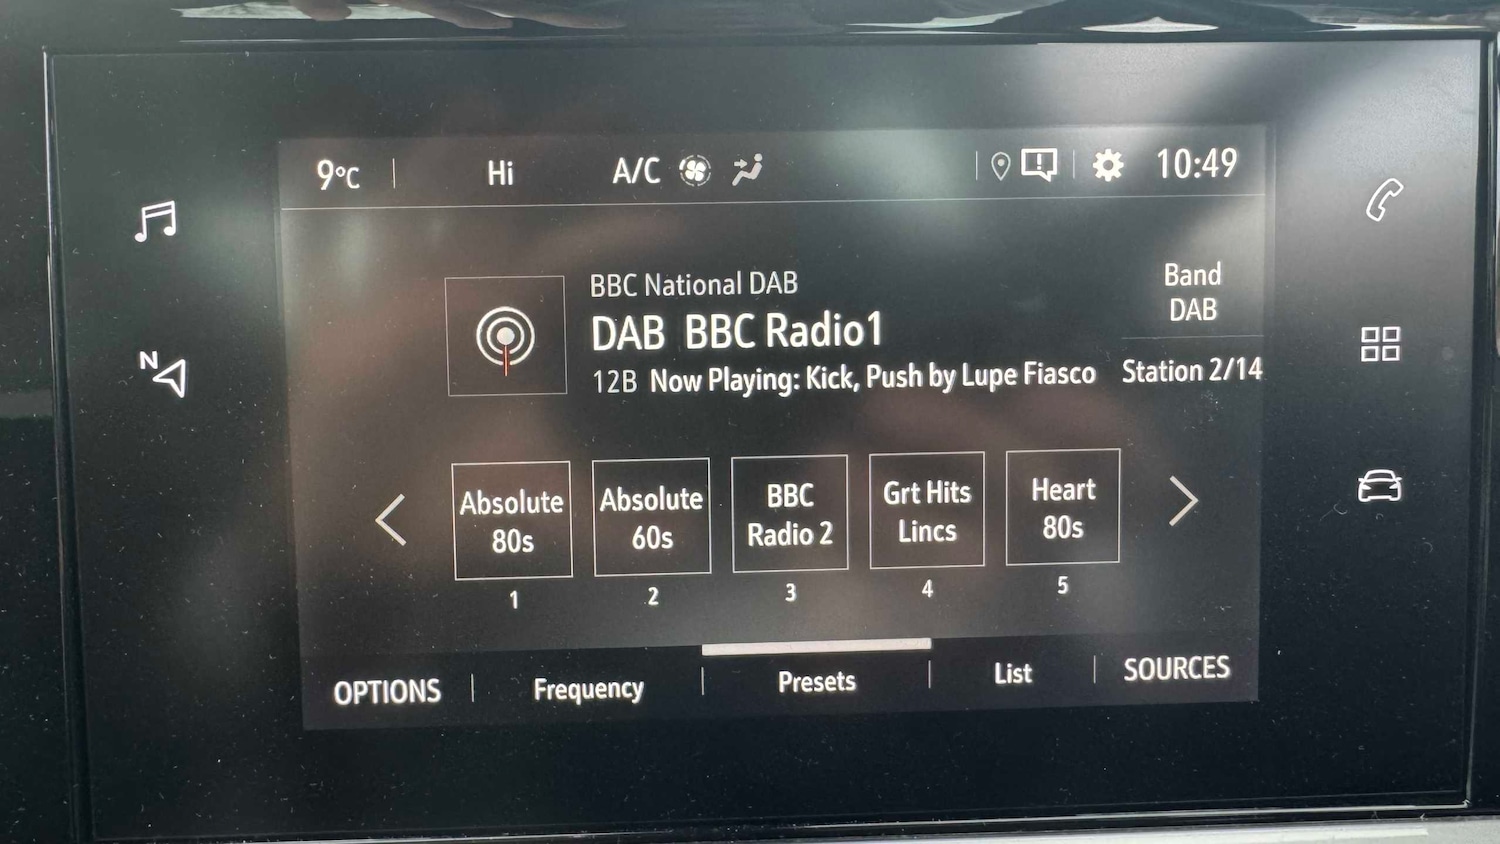 9°C Hi A/C 10:49
BBC National DAB
DAB BBC Radio1
12B Now Playing: Kick, Push by Lupe Fiasco
Band
DAB
Station 2/14
N
Absolute
80s
1
Absolute
60s
2
BBC
Radio 2
3
Grt Hits
Lincs
4
Heart
80s
5
OPTIONS Frequency Presets List SOURCES